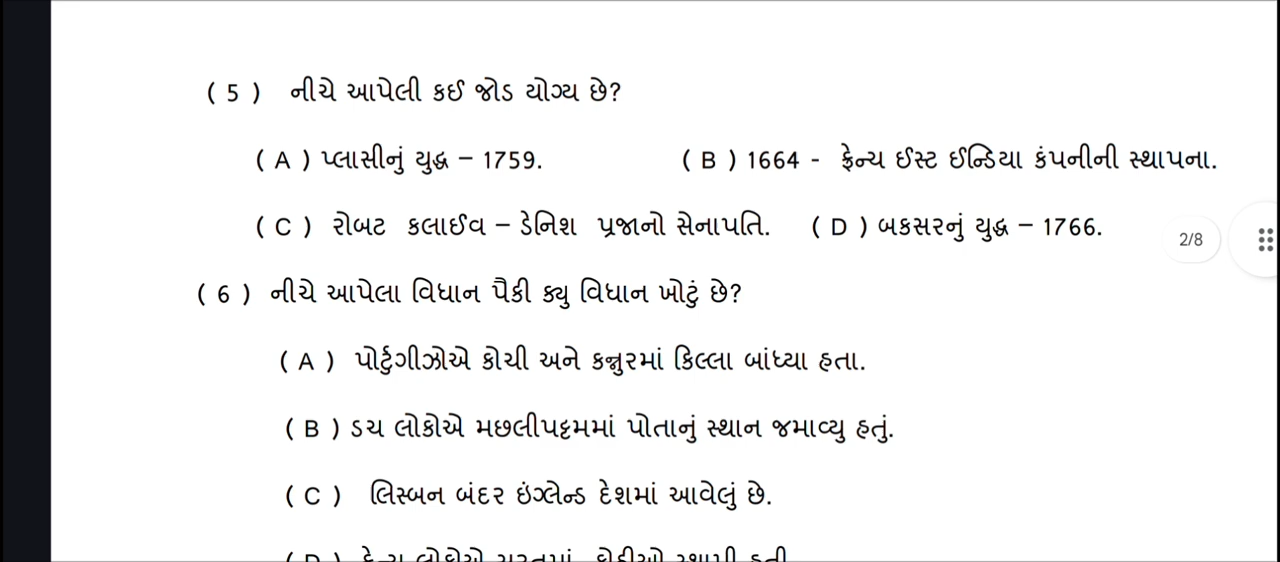 ( 5 ) નીચે આપેલી કઈ જોડ યોગ્ય છે?
( A ) પ્લાસીનું યુદ્ધ – 1759. ( B ) 1664 - ફ્રેન્ચ ઈસ્ટ ઈન્ડિયા કંપનીની સ્થાપના.
( C ) રોબટ કલાઈવ – ડેનિશ પ્રજાનો સેનાપતિ. ( D ) બકસરનું યુદ્ધ – 1766.
2/8
( 6 ) નીચે આપેલા વિધાન પૈકી ક્યુ વિધાન ખોટું છે?
( A ) પોર્ટુગીઝોએ કોચી અને કન્નુરમાં કિલ્લા બાંધ્યા હતા.
( B ) ડચ લોકોએ મછલીપટ્ટમમાં પોતાનું સ્થાન જમાવ્યુ હતું.
( C ) લિસ્બન બંદર ઇંગ્લેન્ડ દેશમાં આવેલું છે.